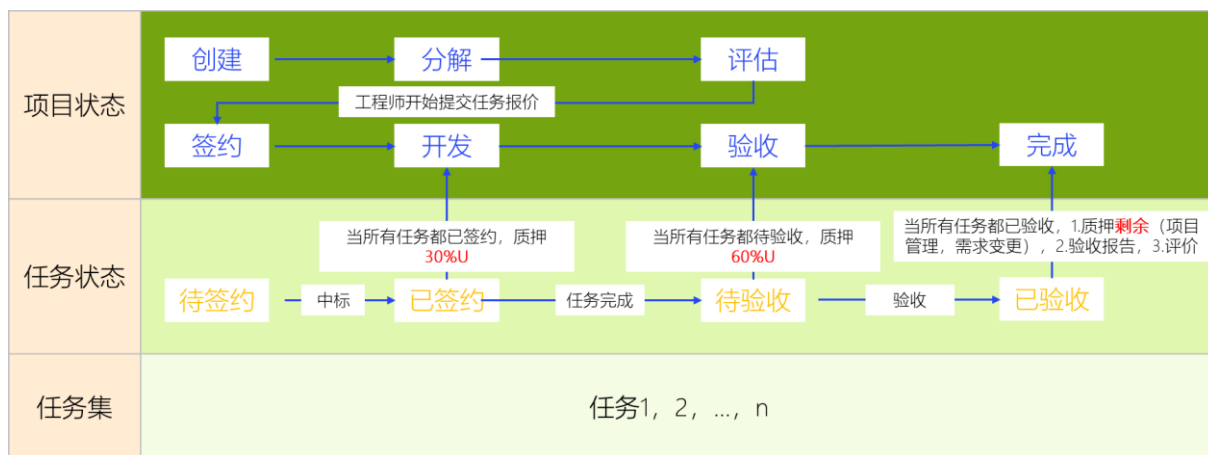 项目状态
创建
分解
评估
工程师开始提交任务报价
签约
开发
验收
完成
任务状态
当所有任务都已签约，质押
30%U
当所有任务都待验收，质押
60%U
当所有任务都已验收，1.质押剩余（项目
管理，需求变更），2.验收报告，3.评价
待签约
中标
已签约
任务完成
待验收
验收
已验收
任务集
任务1，2，...，n